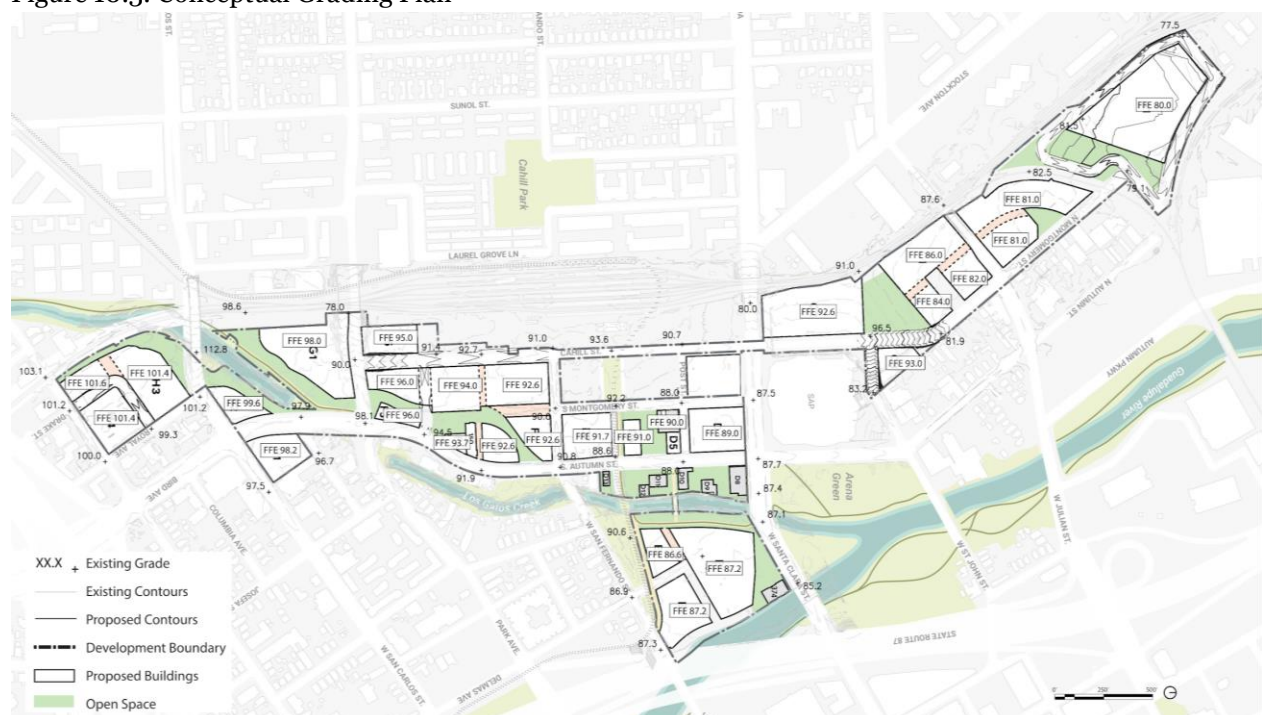 Figure 18.3: Conceptual Grading Plan
SUNOL ST.
STOCKTON AVE.
Cahill Park
LAUREL GROVE LN
77.5
FFE 80.0
81.5
82.5
79.1
87.6
FFE 81.0
FFE 81.0
N MONTGOMERY ST.
N AUTUMN ST.
AUTUMN PKWY
Guadalupe River
91.0
FFE 86.0
FFE 82.0
FFE 84.0
80.0
FFE 92.6
96.5
81.9
FFE 93.0
83.2
98.6
78.0
FFE 98.0
G1
FFE 95.0
91.4
92.7
91.0
93.6
90.7
CAHILL ST.
90.0
112.8
103.1
FFE 101.6
FFE 101.4
H3
FFE 101.4
101.2
101.2
DRAKE ST.
ROYAL AVE
99.3
100.0
BIRD AVE
FFE 99.6
97.9
FFE 98.2
96.7
97.5
98.1
FFE 96.0
FFE 96.0
FFE 94.0
FFE 92.6
94.5
FFE 93.7
FFE 92.6
FFE 92.6
91.9
92.2
S MONTGOMERY ST.
88.0
87.5
SAP
FFE 91.7
FFE 91.0
FFE 90.0
D5
FFE 89.0
90.8
88.6
S. AUTUMN ST.
87.7
87.4
87.1
Arena Green
Los Gatos Creek
W SAN FERNANDO ST.
90.6
FFE 86.6
FFE 87.2
FFE 87.2
86.9
87.3
85.2
W SANTA CLARA ST.
W ST JOHN ST.
W JULIAN ST.
STATE ROUTE 87
COLUMBIA AVE
W SAN CARLOS ST.
PARK AVE.
DELMAS AVE
XX.X + Existing Grade
Existing Contours
Proposed Contours
Development Boundary
Proposed Buildings
Open Space
0' 250' 500'